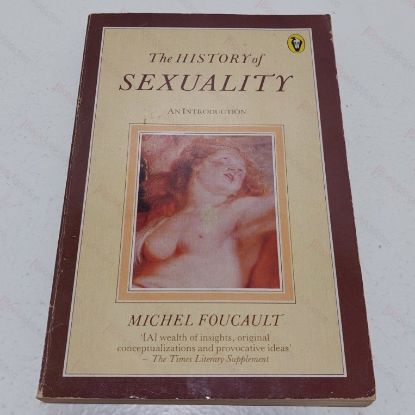 The HISTORY of
SEXUALITY
AN INTRODUCTION
MICHEL FOUCAULT
'[A] wealth of insights, original
conceptualizations and provocative ideas'
– The Times Literary Supplement